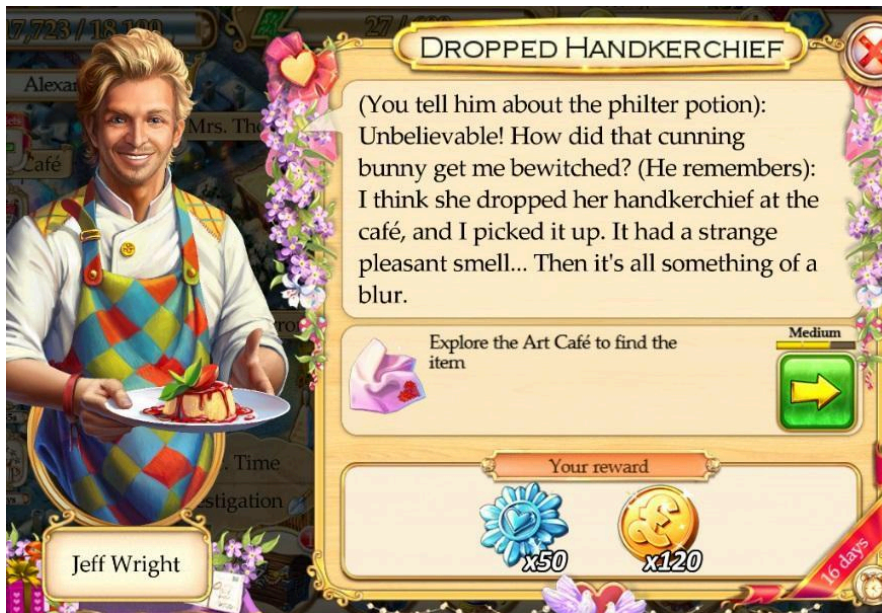 DROPPED HANDKERCHIEF
(You tell him about the philter potion):
Unbelievable! How did that cunning
bunny get me bewitched? (He remembers):
I think she dropped her handkerchief at the
café, and I picked it up. It had a strange
pleasant smell... Then it's all something of a
blur.
Explore the Art Café to find the
item
Medium
Your reward
x50
x120
16 days
Jeff Wright
Mrs.
Café
Time